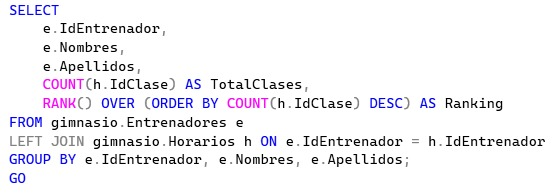 SELECT
    e.IdEntrenador,
    e.Nombres,
    e.Apellidos,
    COUNT(h.IdClase) AS TotalClases,
    RANK() OVER (ORDER BY COUNT(h.IdClase) DESC) AS Ranking
FROM gimnasio.Entrenadores e
LEFT JOIN gimnasio.Horarios h ON e.IdEntrenador = h.IdEntrenador
GROUP BY e.IdEntrenador, e.Nombres, e.Apellidos;
GO